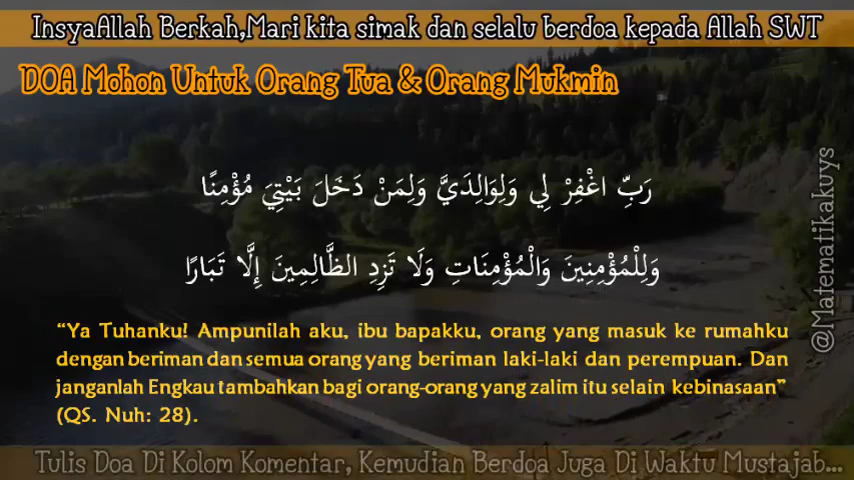 InsyaAllah Berkah,Mari kita simak dan selalu berdoa kepada Allah SWT
DOA Mohon Untuk Orang Tua & Orang Mukmin
رَبِّ اغْفِرْ لِي وَلِوَالِدَيَّ وَلِمَنْ دَخَلَ بَيْتِيَ مُؤْمِنًا
وَلِلْمُؤْمِنِينَ وَالْمُؤْمِنَاتِ وَلَا تَزِدِ الظَّالِمِينَ إِلَّا تَبَارًا
“Ya Tuhanku! Ampunilah aku, ibu bapakku, orang yang masuk ke rumahku
dengan beriman dan semua orang yang beriman laki-laki dan perempuan. Dan
janganlah Engkau tambahkan bagi orang-orang yang zalim itu selain kebinasaan”
(QS. Nuh: 28).
@Matematikakuys
Tulis Doa Di Kolom Komentar, Kemudian Berdoa Juga Di Waktu Mustajab...